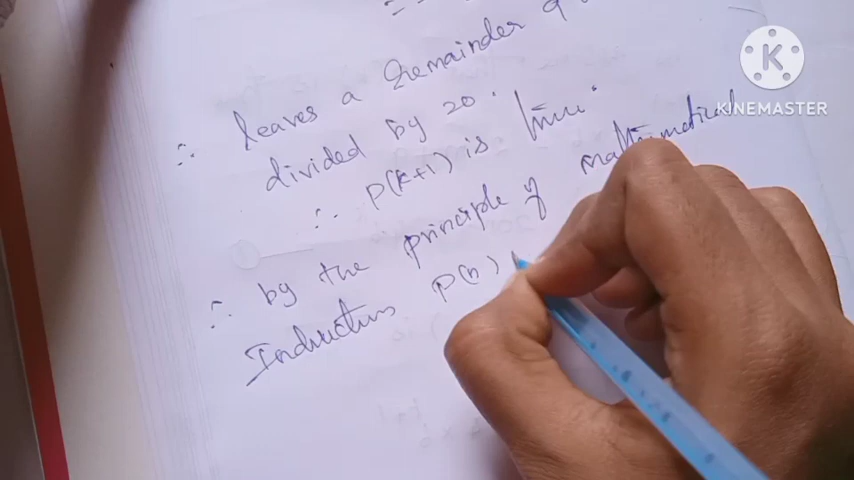 ∴ leaves a remainder
divided by 20.
∴ P(k+1) is true.
∴ by the principle of mathematical
Induction P(n)
KINEMASTER